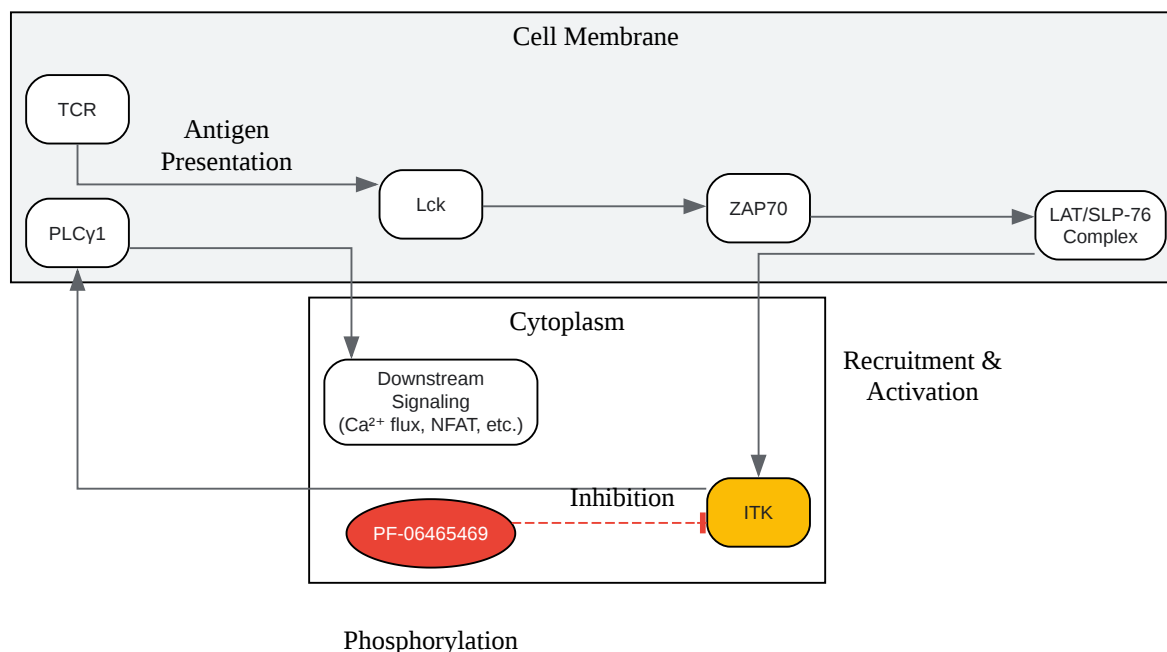 Cell Membrane
TCR
Antigen
Presentation
Lck
ZAP70
LAT/SLP-76
Complex
PLCγ1
Cytoplasm
Recruitment &
Activation
Downstream
Signaling
(Ca²⁺ flux, NFAT, etc.)
Inhibition
ITK
PF-06465469
Phosphorylation